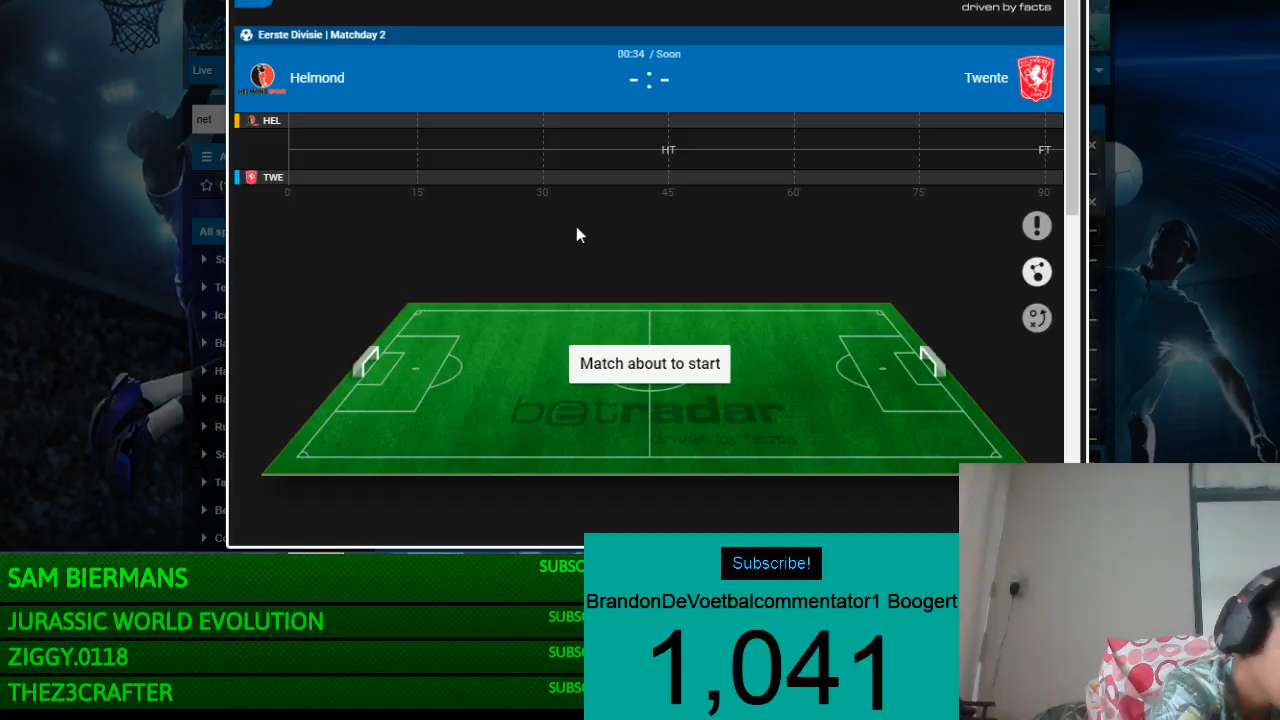 driven by facts
Eerste Divisie | Matchday 2
00:34 / Soon
Helmond
- : -
Twente
Live
net
HEL
HT
FT
TWE
0'
15'
30'
45'
60'
75'
90'
All sp
Match about to start
betradar
driven by facts
SAM BIERMANS
SUBSC
JURASSIC WORLD EVOLUTION
SUBSC
ZIGGY.0118
SUBSC
THEZ3CRAFTER
SUBSC
Subscribe!
BrandonDeVoetbalcommentator1 Boogert
1,041